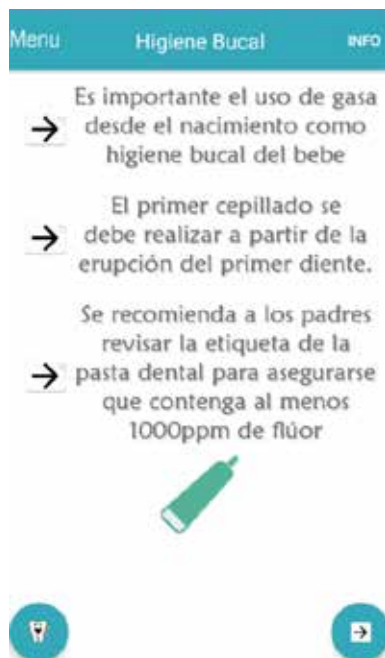 Menu
Higiene Bucal
INFO
Es importante el uso de gasa
desde el nacimiento como
higiene bucal del bebe
El primer cepillado se
debe realizar a partir de la
erupción del primer diente.
Se recomienda a los padres
revisar la etiqueta de la
pasta dental para asegurarse
que contenga al menos
1000ppm de flúor